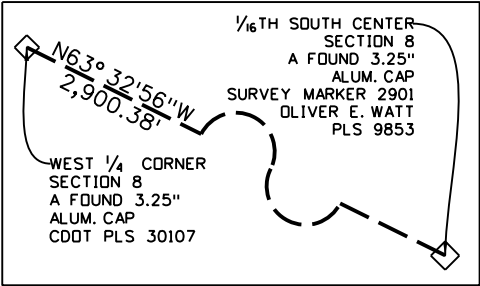 1/16TH SOUTH CENTER
SECTION 8
A FOUND 3.25"
ALUM. CAP
SURVEY MARKER 2901
OLIVER E. WATT
PLS 9853
N63° 32'56"W
2,900.38'
WEST 1/4 CORNER
SECTION 8
A FOUND 3.25"
ALUM. CAP
CDOT PLS 30107